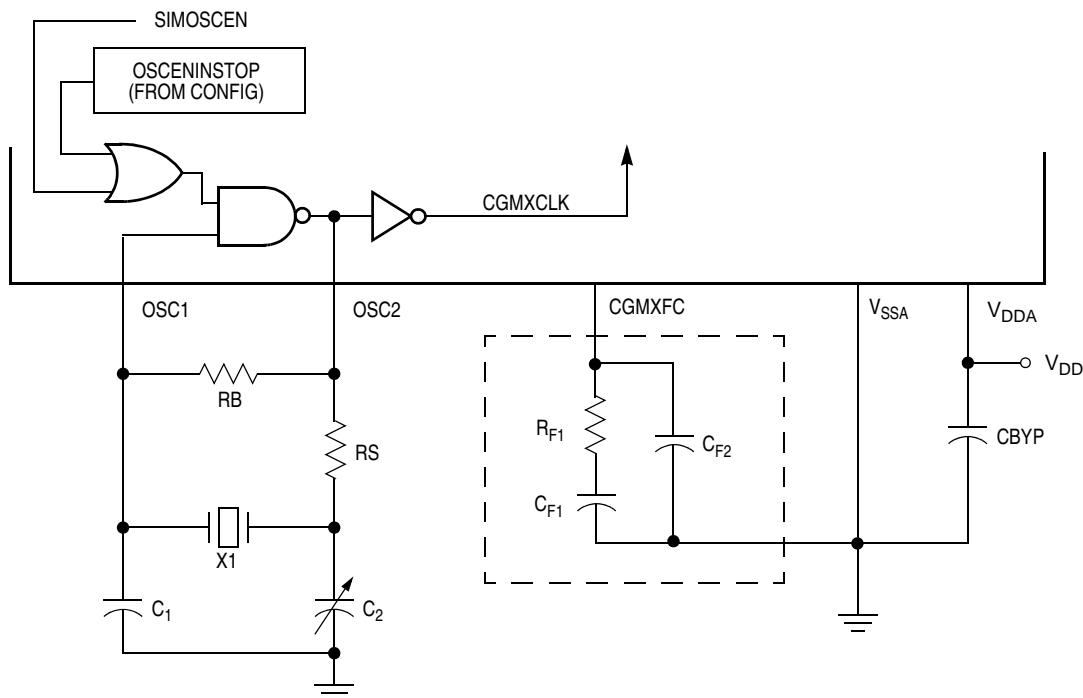 SIMOSCEN
OSCENINSTOP
(FROM CONFIG)
CGMXCLK
OSC1
OSC2
CGMXFC
VSSA
VDDA
VDD
RB
RS
RF1
CF2
CBYP
CF1
X1
C1
C2